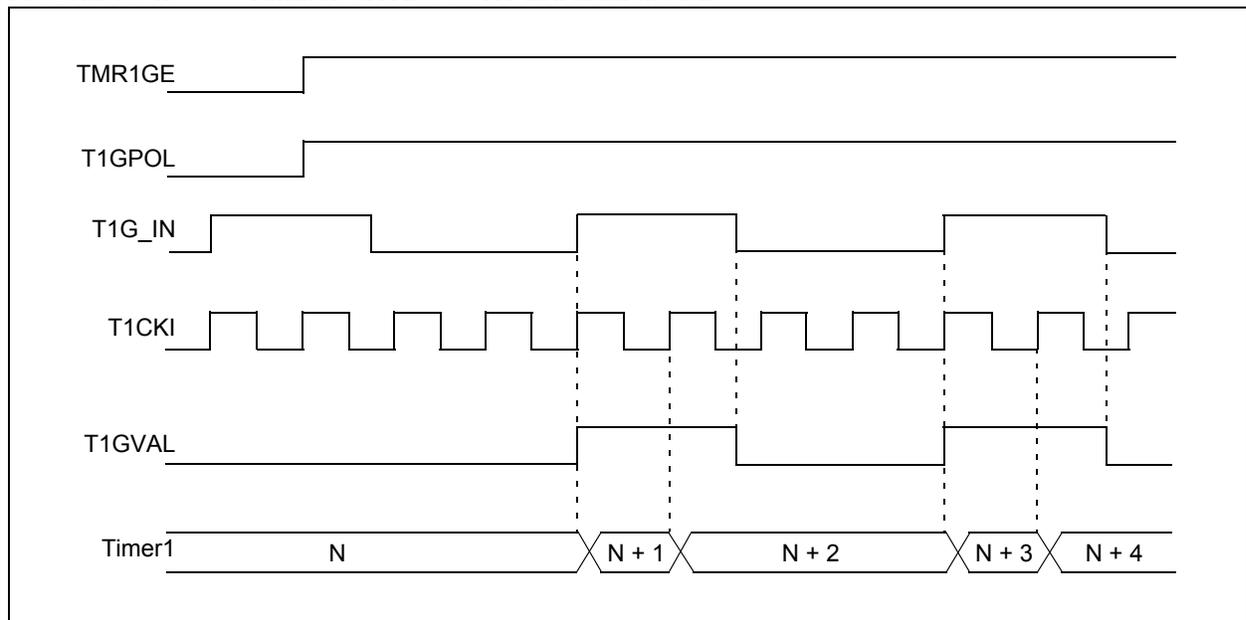 TMR1GE
T1GPOL
T1G_IN
T1CKI
T1GVAL
Timer1 N N + 1 N + 2 N + 3 N + 4